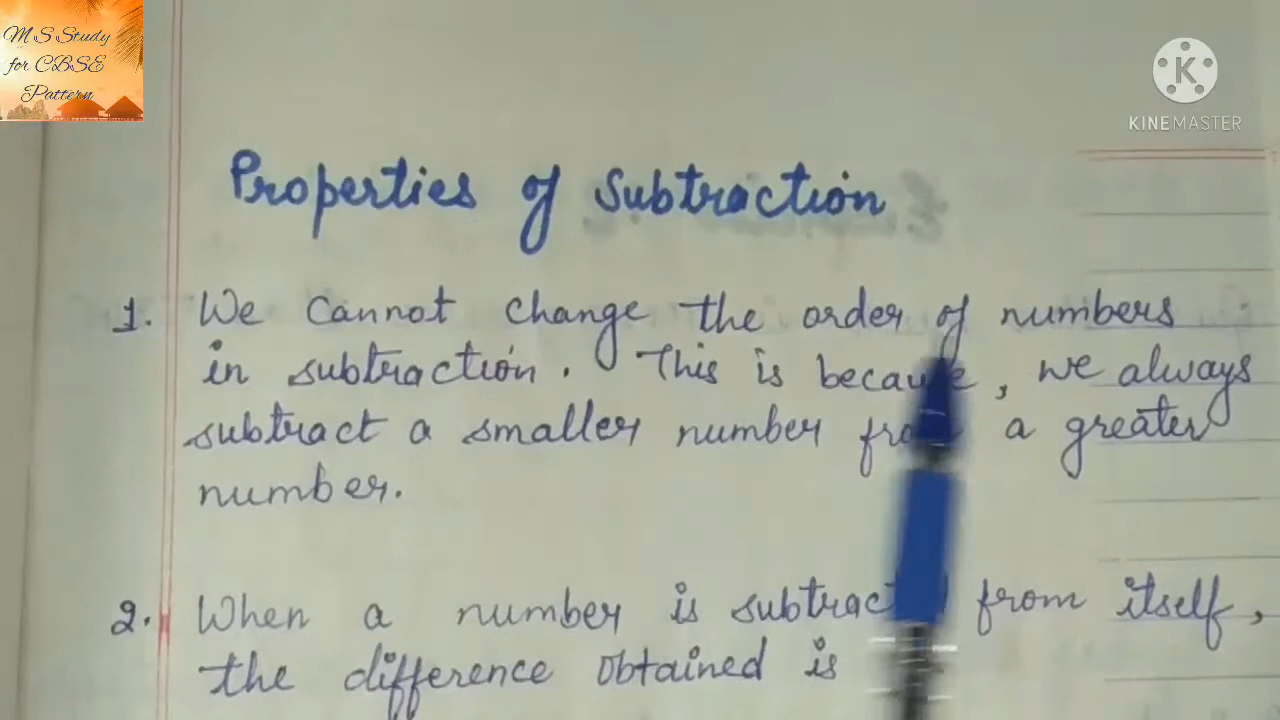 M S Study
for CBSE
Pattern
K
KINEMASTER
Properties of Subtraction
1. We cannot change the order of numbers
in subtraction. This is because, we always
subtract a smaller number from a greater
number.
2. When a number is subtract from itself,
the difference obtained is